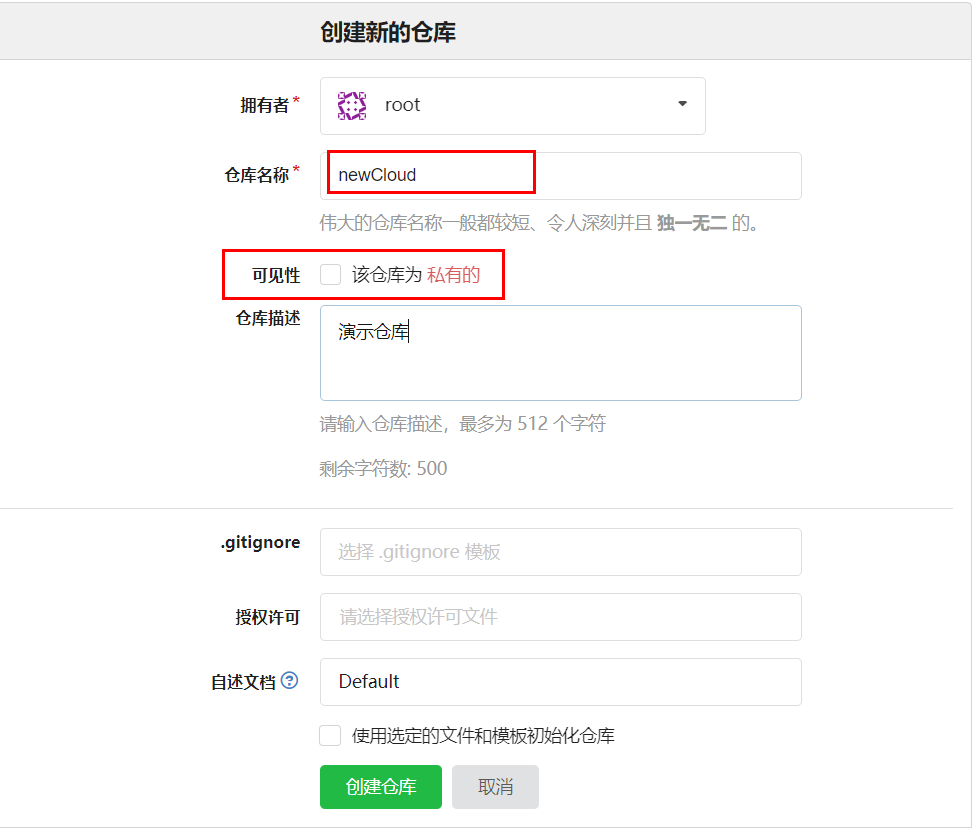 创建新的仓库
拥有者* root
仓库名称* newCloud
伟大的仓库名称一般都较短、令人深刻并且 独一无二 的。
可见性 该仓库为 私有的
仓库描述 演示仓库
请输入仓库描述，最多为 512 个字符
剩余字符数: 500
.gitignore 选择 .gitignore 模板
授权许可 请选择授权许可文件
自述文档 ? Default
使用选定的文件和模板初始化仓库
创建仓库 取消